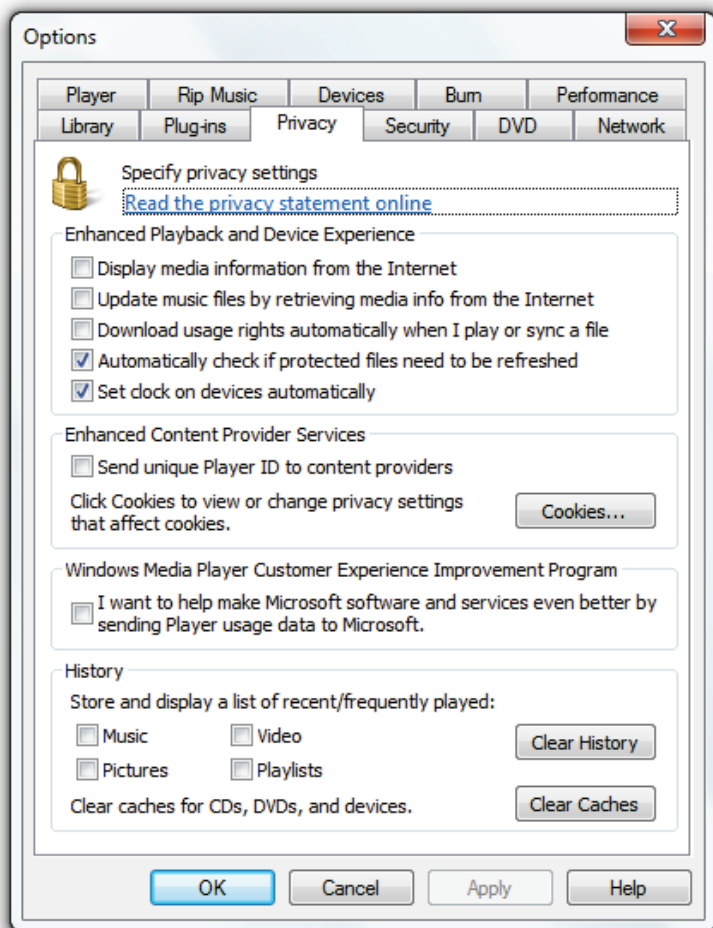 Options
Player Rip Music Devices Burn Performance
Library Plug-ins Privacy Security DVD Network
Specify privacy settings
Read the privacy statement online
Enhanced Playback and Device Experience
Display media information from the Internet
Update music files by retrieving media info from the Internet
Download usage rights automatically when I play or sync a file
Automatically check if protected files need to be refreshed
Set clock on devices automatically
Enhanced Content Provider Services
Send unique Player ID to content providers
Click Cookies to view or change privacy settings
that affect cookies.
Cookies...
Windows Media Player Customer Experience Improvement Program
I want to help make Microsoft software and services even better by
sending Player usage data to Microsoft.
History
Store and display a list of recent/frequently played:
Music Video
Clear History
Pictures Playlists
Clear caches for CDs, DVDs, and devices.
Clear Caches
OK Cancel Apply Help